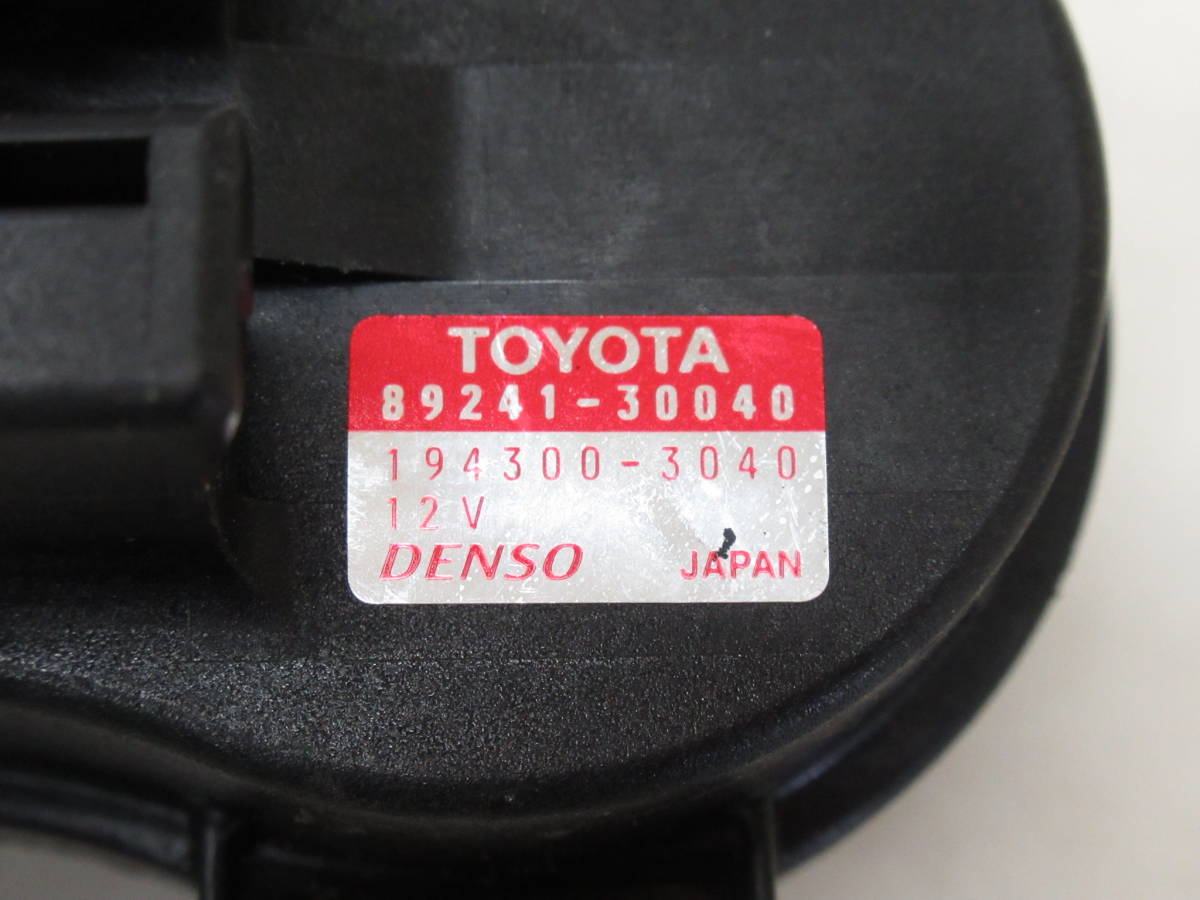 TOYOTA
89241-30040
194300-3040
12V
DENSO JAPAN